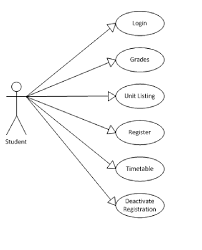 Login
Grades
Unit Listing
Register
Student
Timetable
Deactivate
Registration